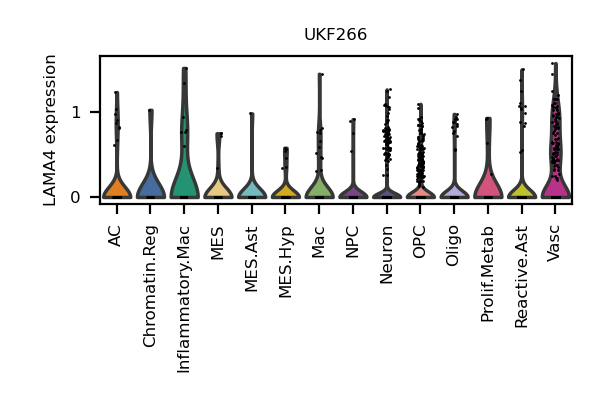 UKF266
LAMA4 expression
1
0
AC
Chromatin.Reg
Inflammatory.Mac
MES
MES.Ast
MES.Hyp
Mac
NPC
Neuron
OPC
Oligo
Prolif.Metab
Reactive.Ast
Vasc